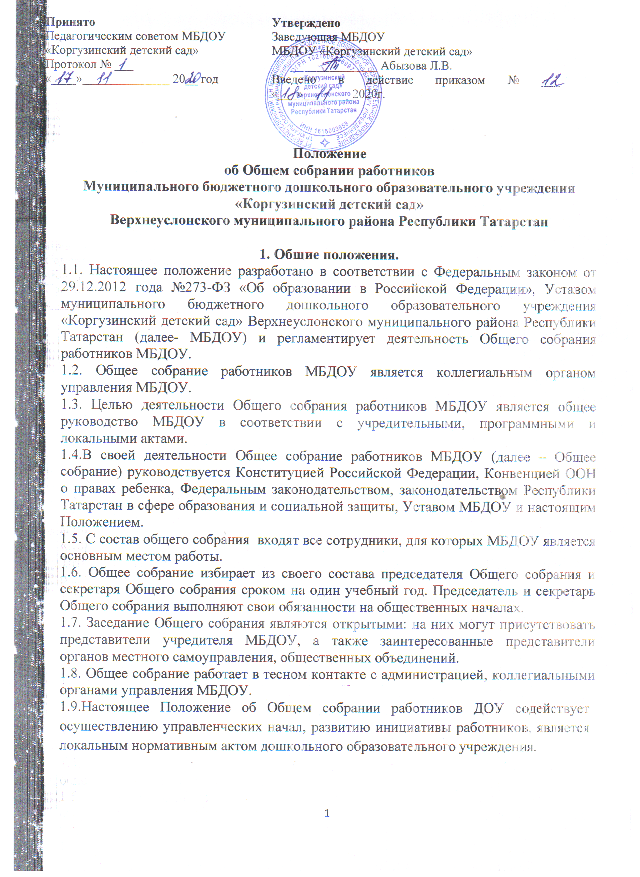 Принято
Педагогическим советом МБДОУ
«Коргузинский детский сад»
Протокол № 1
« 17 » 11 2020 год
Утверждено
Заведующая МБДОУ
МБДОУ «Коргузинский детский сад»
Абызова Л.В.
Введено в действие приказом № 12
18 2020г.
Коргузинский
детский сад
муниципального района
Республики Татарстан
Положение
об Общем собрании работников
Муниципального бюджетного дошкольного образовательного учреждения
«Коргузинский детский сад»
Верхнеуслонского муниципального района Республики Татарстан
1. Общие положения.
1.1. Настоящее положение разработано в соответствии с Федеральным законом от
29.12.2012 года №273-ФЗ «Об образовании в Российской Федерации», Уставом
муниципального бюджетного дошкольного образовательного учреждения
«Коргузинский детский сад» Верхнеуслонского муниципального района Республики
Татарстан (далее- МБДОУ) и регламентирует деятельность Общего собрания
работников МБДОУ.
1.2. Общее собрание работников МБДОУ является коллегиальным органом
управления МБДОУ.
1.3. Целью деятельности Общего собрания работников МБДОУ является общее
руководство МБДОУ в соответствии с учредительными, программными и
локальными актами.
1.4.В своей деятельности Общее собрание работников МБДОУ (далее – Общее
собрание) руководствуется Конституцией Российской Федерации, Конвенцией ООН
о правах ребенка, Федеральным законодательством, законодательством Республики
Татарстан в сфере образования и социальной защиты, Уставом МБДОУ и настоящим
Положением.
1.5. С состав общего собрания входят все сотрудники, для которых МБДОУ является
основным местом работы.
1.6. Общее собрание избирает из своего состава председателя Общего собрания и
секретаря Общего собрания сроком на один учебный год. Председатель и секретарь
Общего собрания выполняют свои обязанности на общественных началах.
1.7. Заседание Общего собрания являются открытыми: на них могут присутствовать
представители учредителя МБДОУ, а также заинтересованные представители
органов местного самоуправления, общественных объединений.
1.8. Общее собрание работает в тесном контакте с администрацией, коллегиальными
органами управления МБДОУ.
1.9.Настоящее Положение об Общем собрании работников ДОУ содействует
осуществлению управленческих начал, развитию инициативы работников, является
локальным нормативным актом дошкольного образовательного учреждения.
1